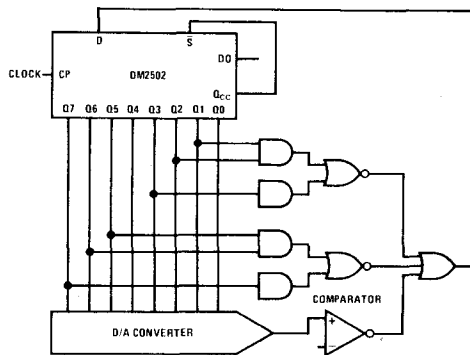 D S̅
DM2502
DO
CLOCK CP
QCC
Q7 Q6 Q5 Q4 Q3 Q2 Q1 Q0
COMPARATOR
D/A CONVERTER
+
−